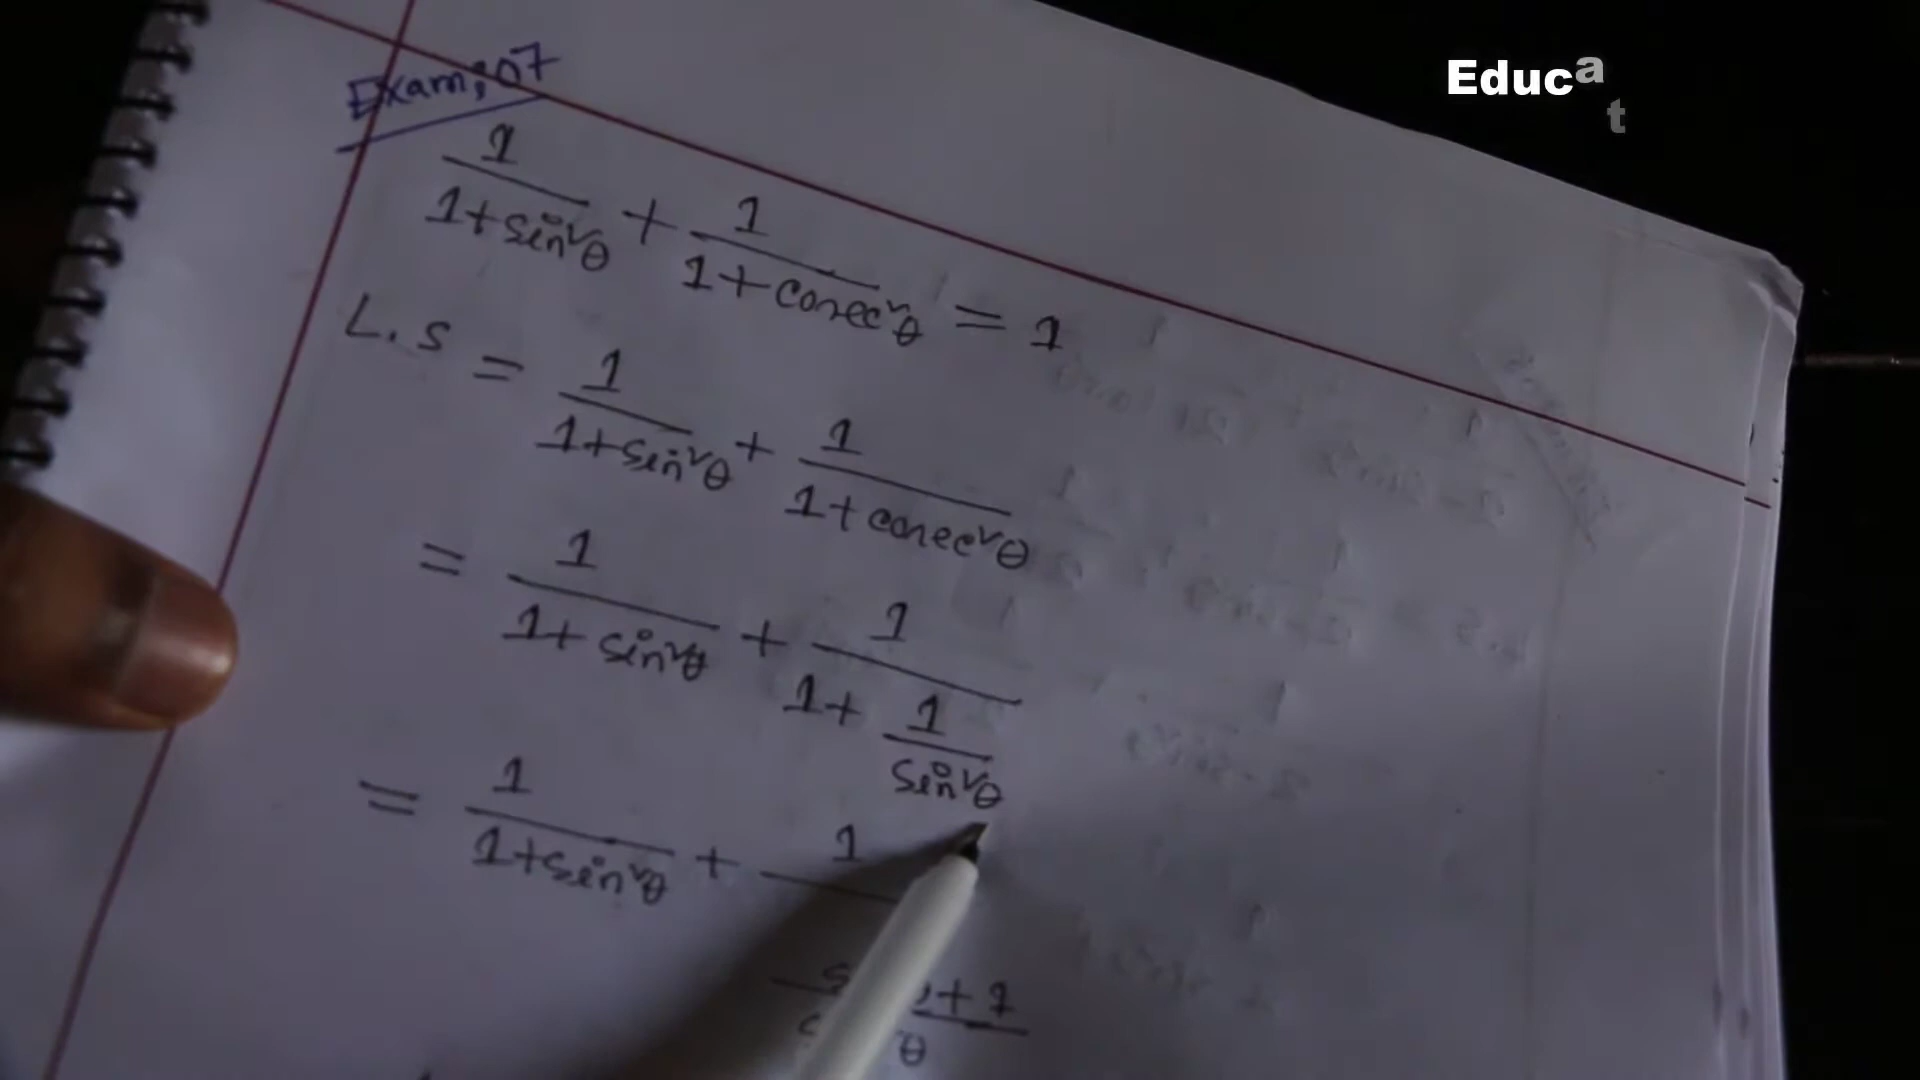 Educat
Exam: 07
1/(1+sin²θ) + 1/(1+cosec²θ) = 1
L.S = 1/(1+sin²θ) + 1/(1+cosec²θ)
= 1/(1+sin²θ) + 1/(1+1/sin²θ)
= 1/(1+sin²θ) + 1
+1
θ